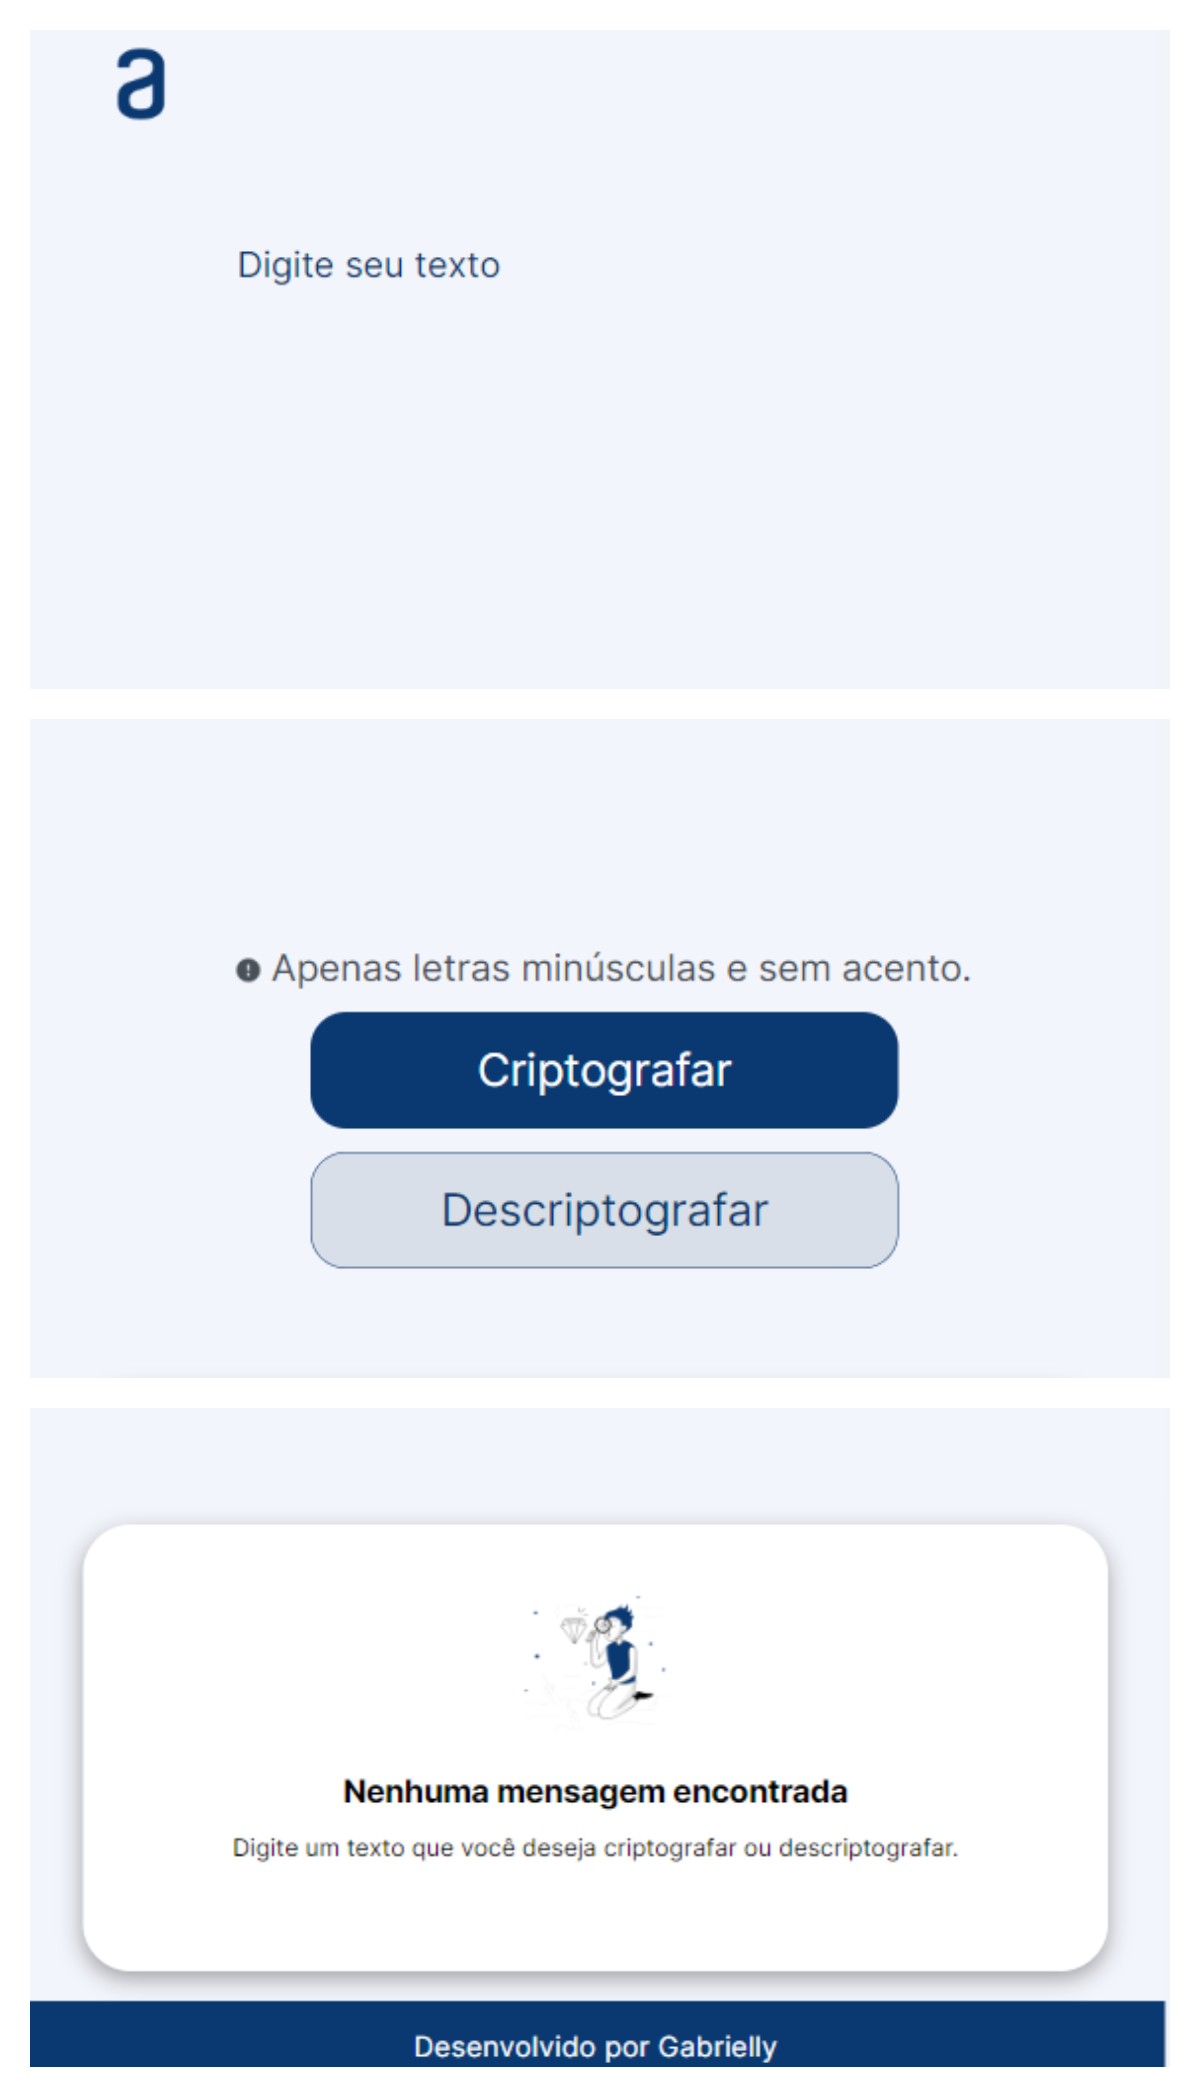 a
Digite seu texto
Apenas letras minúsculas e sem acento.
Criptografar
Descriptografar
Nenhuma mensagem encontrada
Digite um texto que você deseja criptografar ou descriptografar.
Desenvolvido por Gabrielly